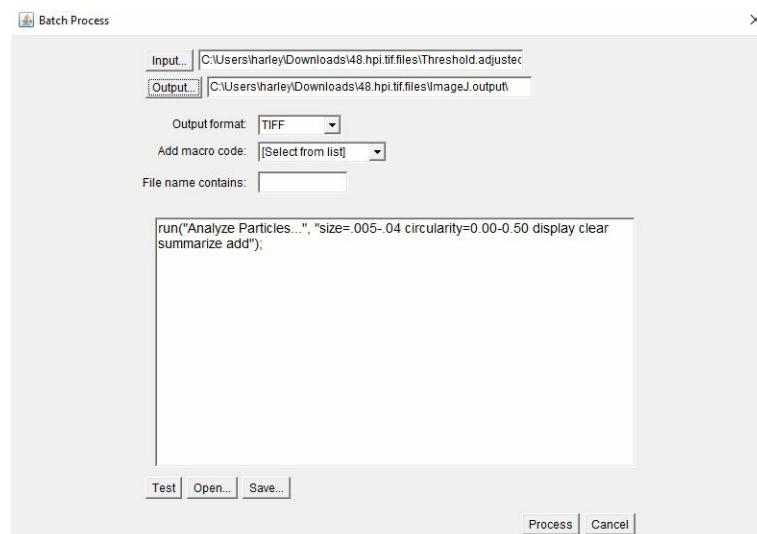 Batch Process
Input... C:\Users\harley\Downloads\48.hpi.tif.files\Threshold.adjusted
Output... C:\Users\harley\Downloads\48.hpi.tif.files\ImageJ.output\
Output format: TIFF
Add macro code: [Select from list]
File name contains:
run("Analyze Particles...", "size=.005-.04 circularity=0.00-0.50 display clear
summarize add");
Test Open... Save...
Process Cancel